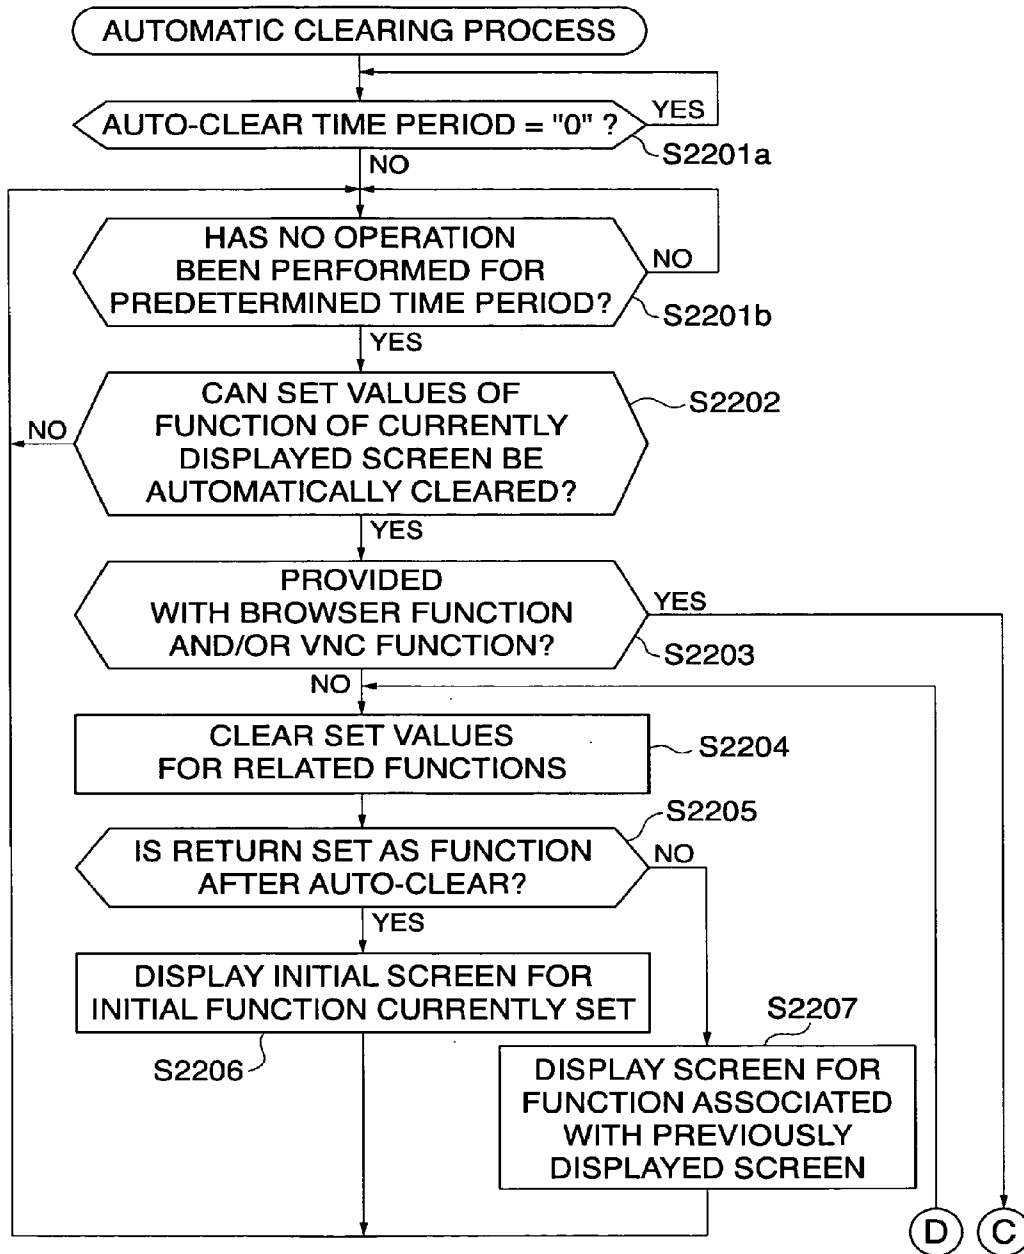 AUTOMATIC CLEARING PROCESS
AUTO-CLEAR TIME PERIOD = "0" ?
YES
S2201a
NO
HAS NO OPERATION
BEEN PERFORMED FOR
PREDETERMINED TIME PERIOD?
NO
S2201b
YES
CAN SET VALUES OF
FUNCTION OF CURRENTLY
DISPLAYED SCREEN BE
AUTOMATICALLY CLEARED?
NO
S2202
YES
PROVIDED
WITH BROWSER FUNCTION
AND/OR VNC FUNCTION?
YES
S2203
NO
CLEAR SET VALUES
FOR RELATED FUNCTIONS
S2204
S2205
IS RETURN SET AS FUNCTION
AFTER AUTO-CLEAR?
NO
YES
DISPLAY INITIAL SCREEN FOR
INITIAL FUNCTION CURRENTLY SET
S2206
S2207
DISPLAY SCREEN FOR
FUNCTION ASSOCIATED
WITH PREVIOUSLY
DISPLAYED SCREEN
D
C